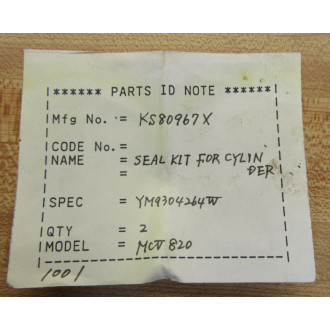 ****** PARTS ID NOTE ******
Mfg No. = KS80967X
CODE No. =
NAME = SEAL KIT FOR CYLIN
= DER
SPEC = YM9304264W
QTY = 2
MODEL = MCV 820
1001